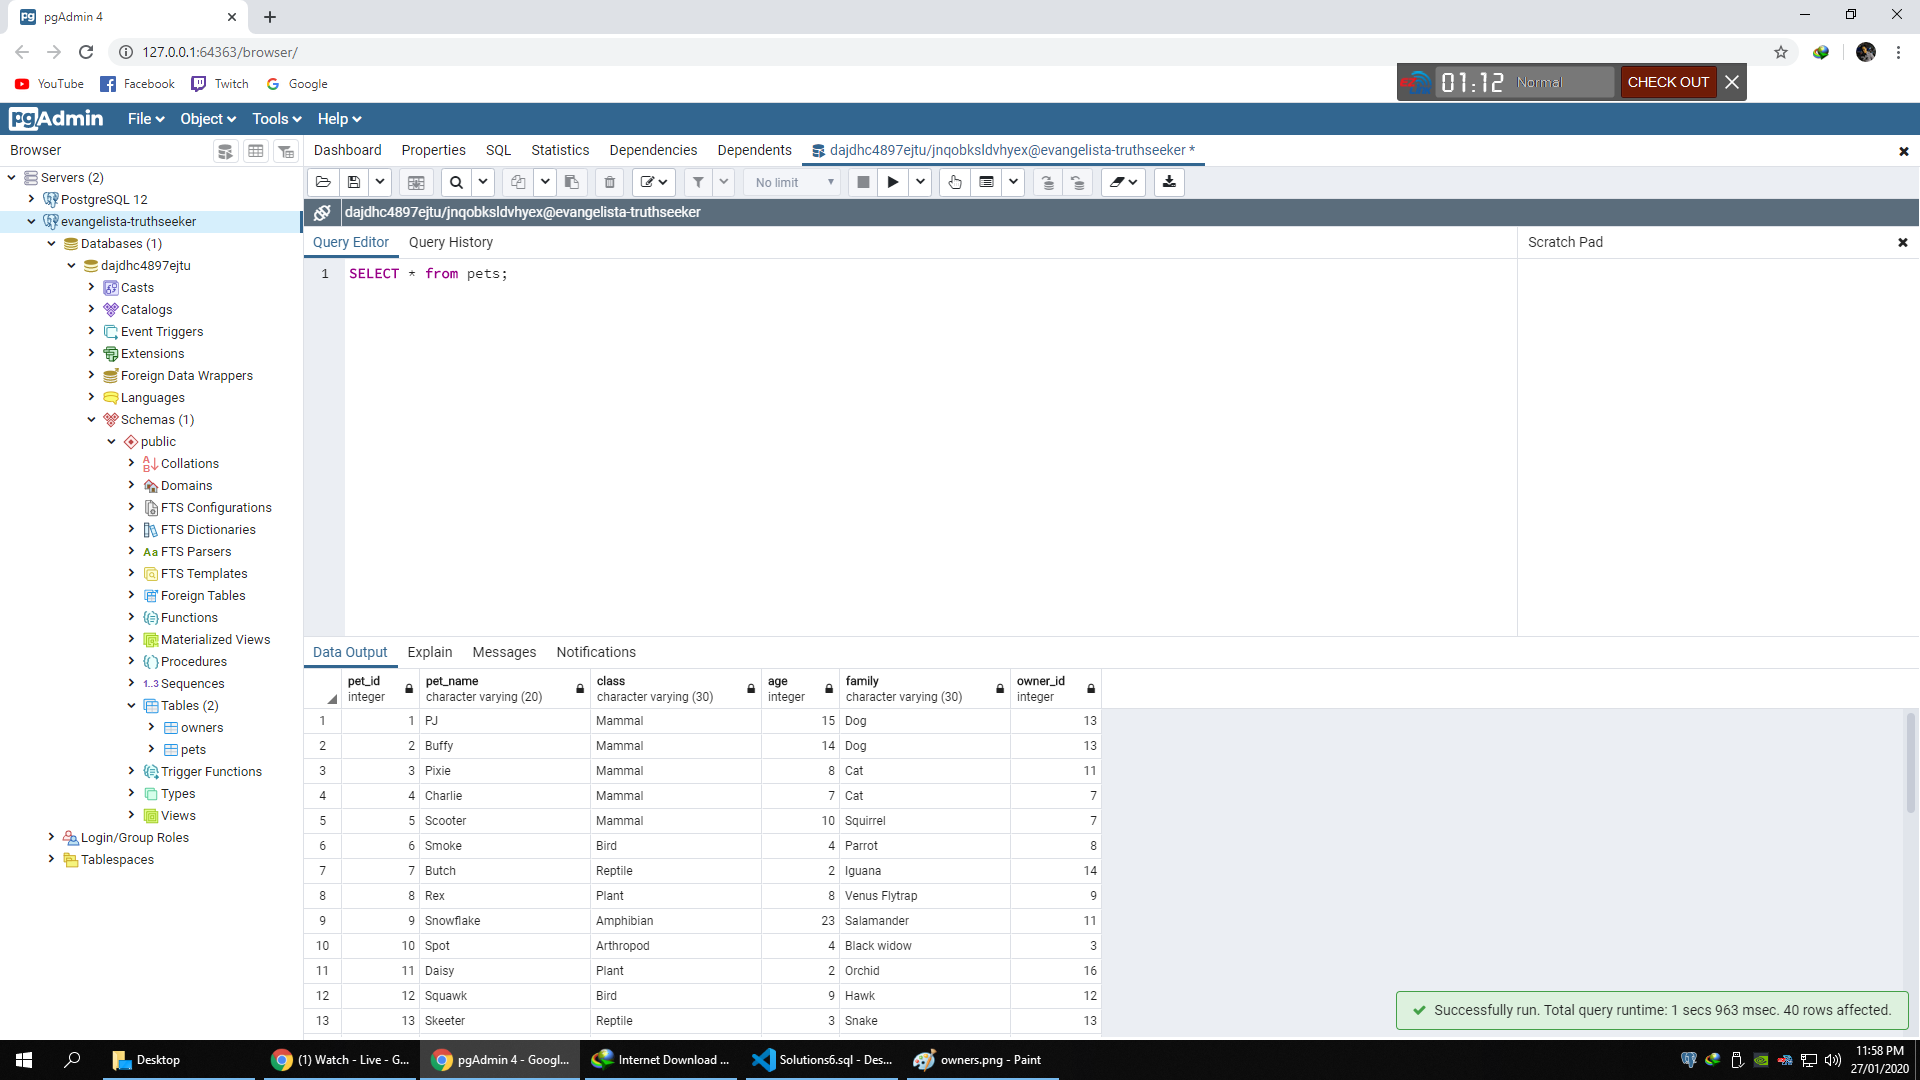 pgAdmin 4
127.0.0.1:64363/browser/
YouTube Facebook Twitch Google
01:12 Normal CHECK OUT
pgAdmin File Object Tools Help
Browser
Dashboard Properties SQL Statistics Dependencies Dependents dajdhc4897ejtu/jnqobksldvhyex@evangelista-truthseeker *
No limit
dajdhc4897ejtu/jnqobksldvhyex@evangelista-truthseeker
Query Editor Query History
Scratch Pad
1 SELECT * from pets;
Servers (2)
PostgreSQL 12
evangelista-truthseeker
Databases (1)
dajdhc4897ejtu
Casts
Catalogs
Event Triggers
Extensions
Foreign Data Wrappers
Languages
Schemas (1)
public
Collations
Domains
FTS Configurations
FTS Dictionaries
Aa FTS Parsers
FTS Templates
Foreign Tables
Functions
Materialized Views
Procedures
1..3 Sequences
Tables (2)
owners
pets
Trigger Functions
Types
Views
Login/Group Roles
Tablespaces
Data Output Explain Messages Notifications
pet_id pet_name class age family owner_id
integer character varying (20) character varying (30) integer character varying (30) integer
1 1 PJ Mammal 15 Dog 13
2 2 Buffy Mammal 14 Dog 13
3 3 Pixie Mammal 8 Cat 11
4 4 Charlie Mammal 7 Cat 7
5 5 Scooter Mammal 10 Squirrel 7
6 6 Smoke Bird 4 Parrot 8
7 7 Butch Reptile 2 Iguana 14
8 8 Rex Plant 8 Venus Flytrap 9
9 9 Snowflake Amphibian 23 Salamander 11
10 10 Spot Arthropod 4 Black widow 3
11 11 Daisy Plant 2 Orchid 16
12 12 Squawk Bird 9 Hawk 12
13 13 Skeeter Reptile 3 Snake 13
Successfully run. Total query runtime: 1 secs 963 msec. 40 rows affected.
Desktop
(1) Watch - Live - G...
pgAdmin 4 - Googl...
Internet Download ...
Solutions6.sql - Des...
owners.png - Paint
11:58 PM
27/01/2020